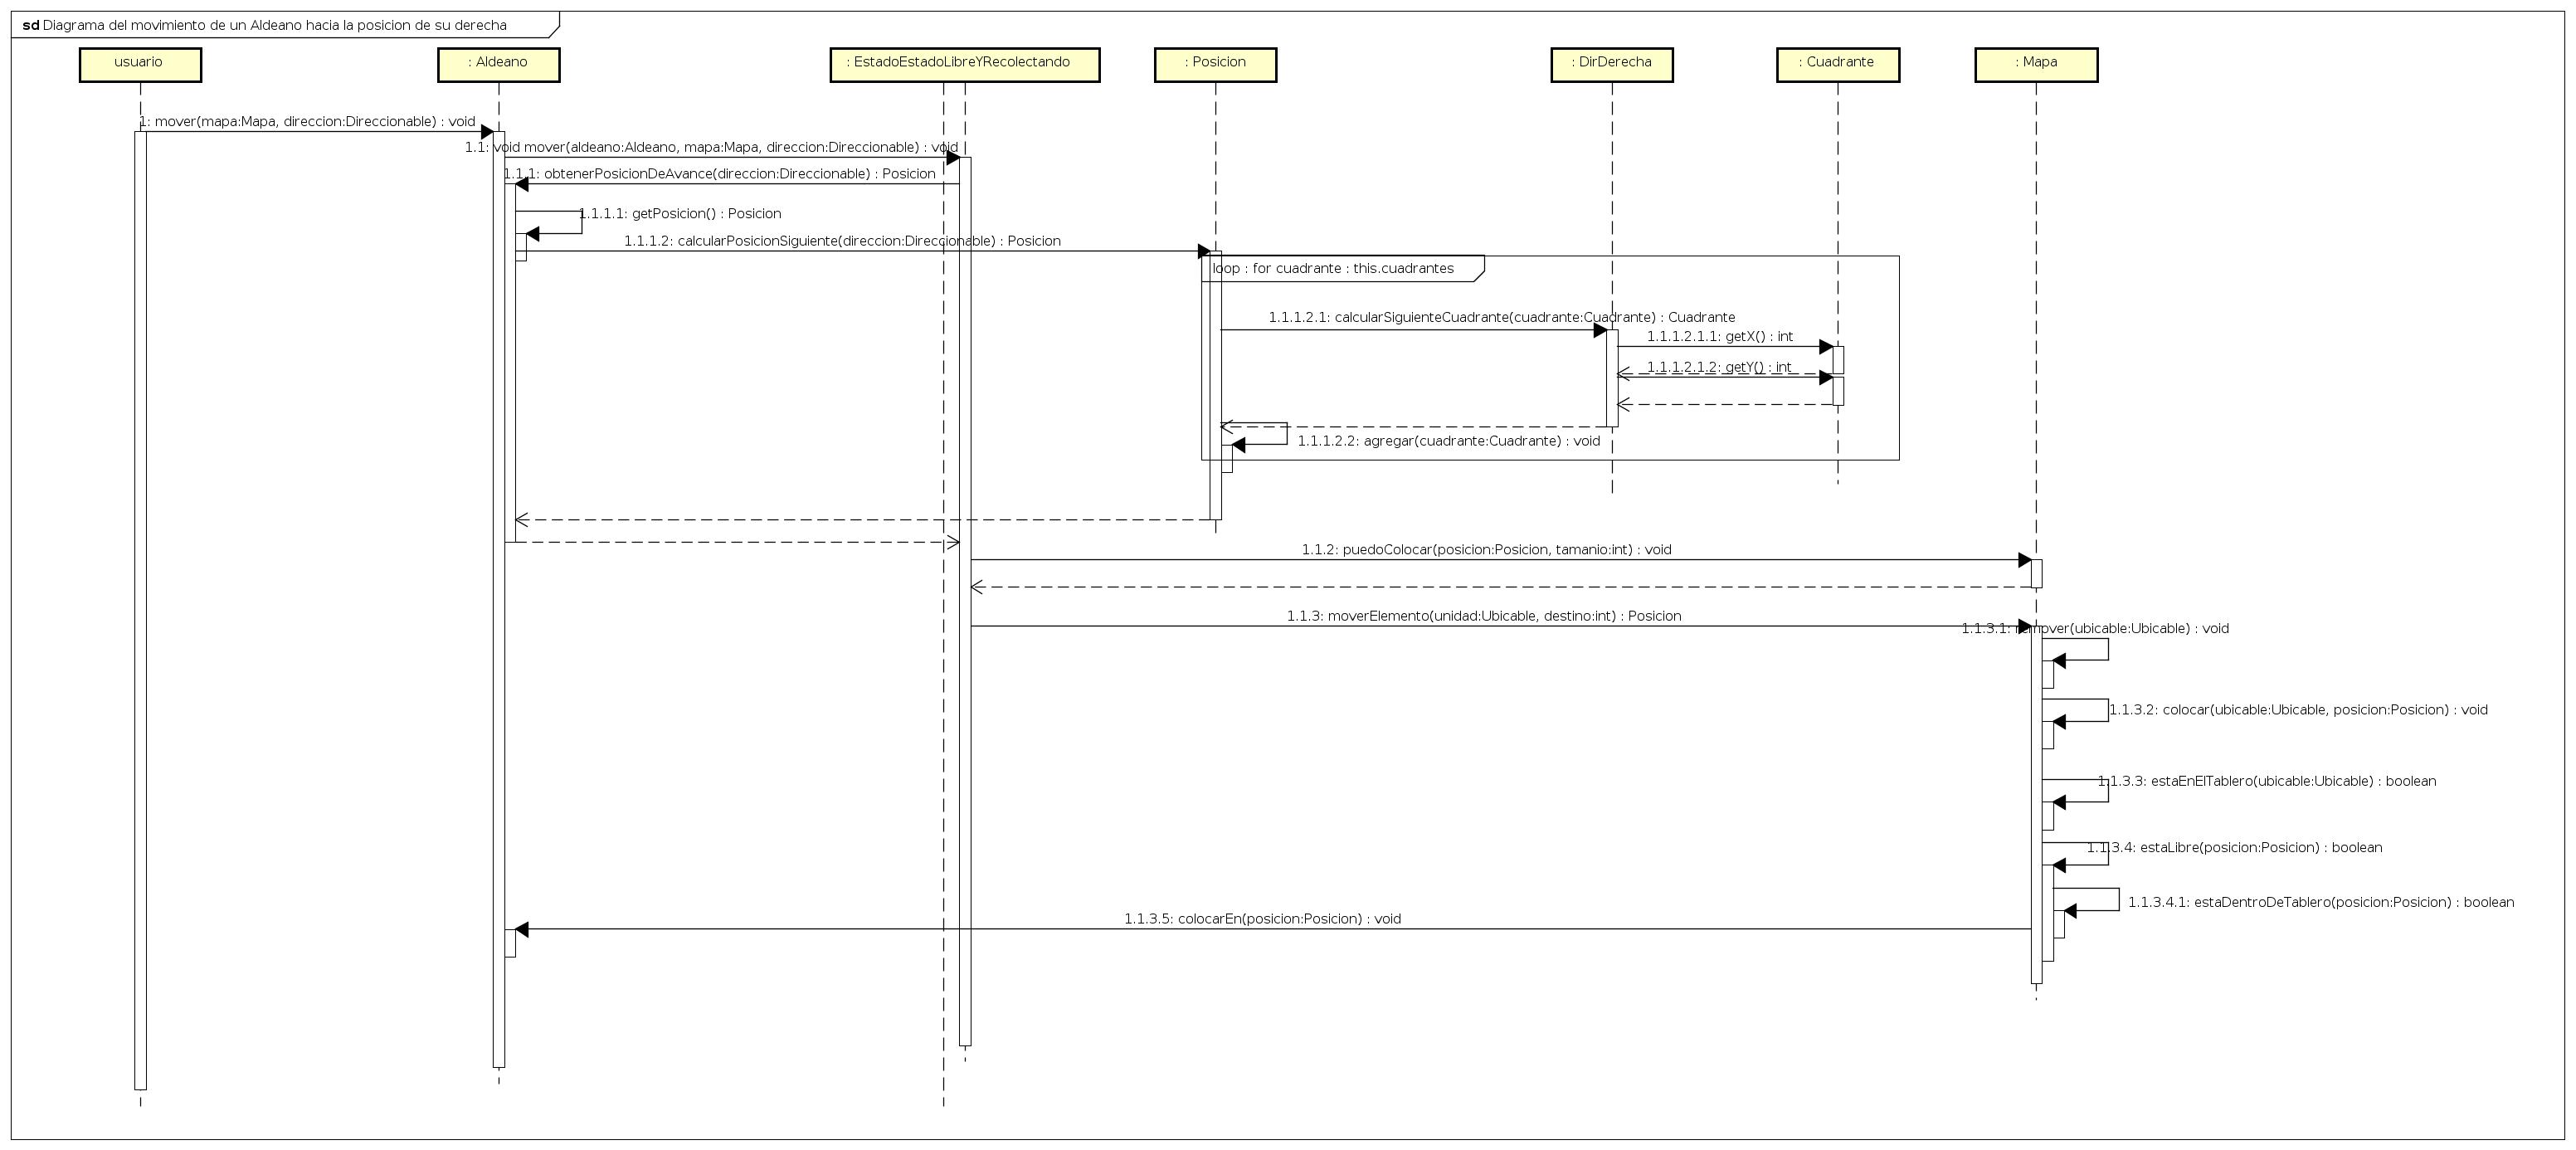 sd Diagrama del movimiento de un Aldeano hacia la posicion de su derecha
usuario
: Aldeano
: EstadoEstadoLibreYRecolectando
: Posicion
: DirDerecha
: Cuadrante
: Mapa
1: mover(mapa:Mapa, direccion:Direccionable) : void
1.1: void mover(aldeano:Aldeano, mapa:Mapa, direccion:Direccionable) : void
1.1.1: obtenerPosicionDeAvance(direccion:Direccionable) : Posicion
1.1.1.1: getPosicion() : Posicion
1.1.1.2: calcularPosicionSiguiente(direccion:Direccionable) : Posicion
loop : for cuadrante : this.cuadrantes
1.1.1.2.1: calcularSiguienteCuadrante(cuadrante:Cuadrante) : Cuadrante
1.1.1.2.1.1: getX() : int
1.1.1.2.1.2: getY() : int
1.1.1.2.2: agregar(cuadrante:Cuadrante) : void
1.1.2: puedoColocar(posicion:Posicion, tamanio:int) : void
1.1.3: moverElemento(unidad:Ubicable, destino:int) : Posicion
1.1.3.1: remover(ubicable:Ubicable) : void
1.1.3.2: colocar(ubicable:Ubicable, posicion:Posicion) : void
1.1.3.3: estaEnElTablero(ubicable:Ubicable) : boolean
1.1.3.4: estaLibre(posicion:Posicion) : boolean
1.1.3.4.1: estaDentroDeTablero(posicion:Posicion) : boolean
1.1.3.5: colocarEn(posicion:Posicion) : void